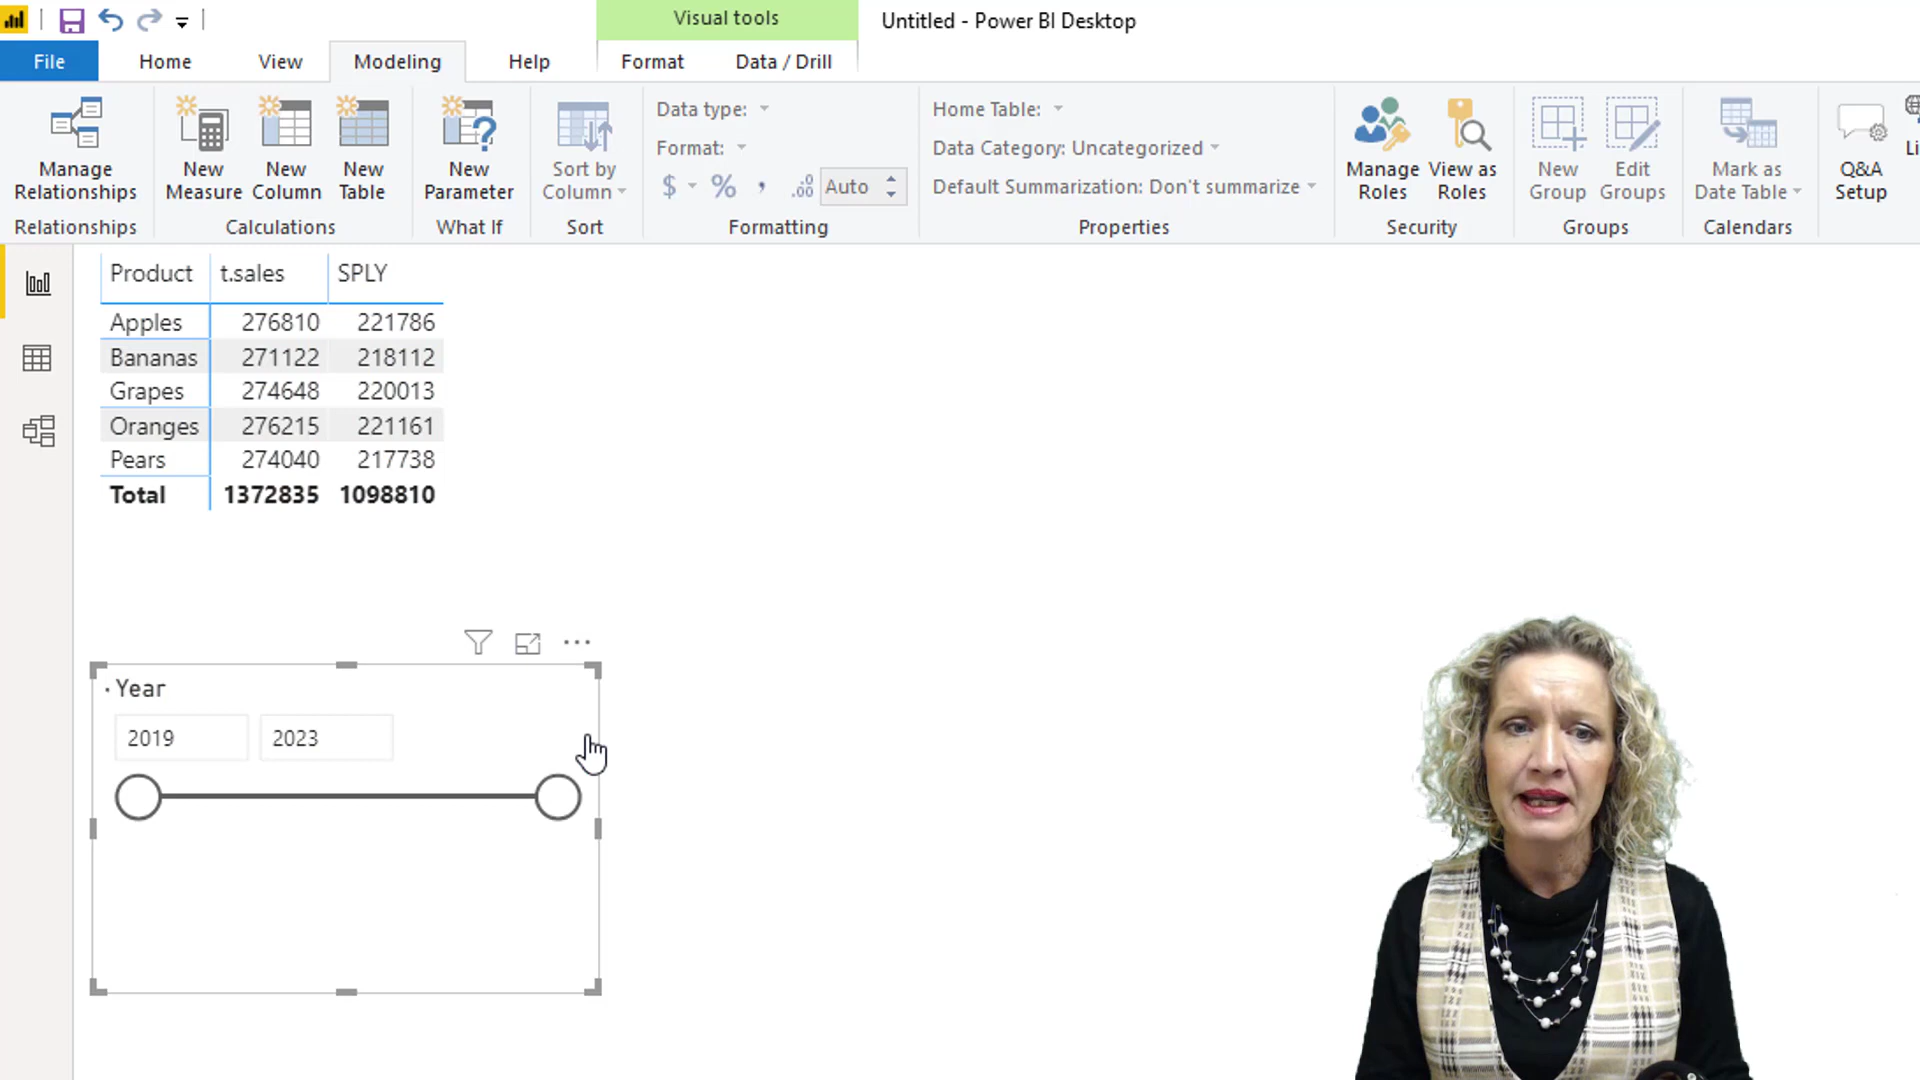 Visual tools
Untitled - Power BI Desktop
File Home View Modeling Help Format Data / Drill
Manage Relationships
New Measure
New Column
New Table
New Parameter
Sort by Column
Data type:
Format:
$ % , .00 Auto
Home Table:
Data Category: Uncategorized
Default Summarization: Don't summarize
Manage Roles
View as Roles
New Group
Edit Groups
Mark as Date Table
Q&A Setup
Li
Relationships Calculations What If Sort Formatting Properties Security Groups Calendars
Product t.sales SPLY
Apples 276810 221786
Bananas 271122 218112
Grapes 274648 220013
Oranges 276215 221161
Pears 274040 217738
Total 1372835 1098810
Year
2019 2023